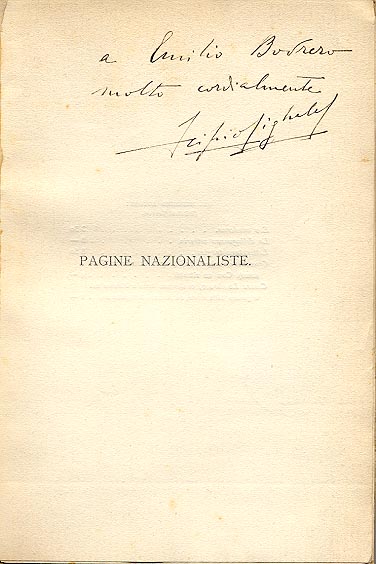 a Emilio Bodrero
molto cordialmente
Scipio Sighele
PAGINE NAZIONALISTE.